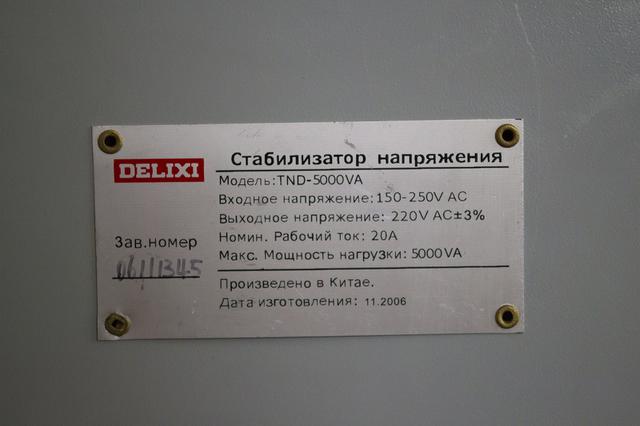 DELIXI
Стабилизатор напряжения
Модель:TND-5000VA
Входное напряжение:150-250V AC
Выходное напряжение: 220V AC±3%
Номин. Рабочий ток: 20A
Макс. Мощность нагрузки: 5000VA
Зав.номер
06111345
Произведено в Китае.
Дата изготовления: 11.2006